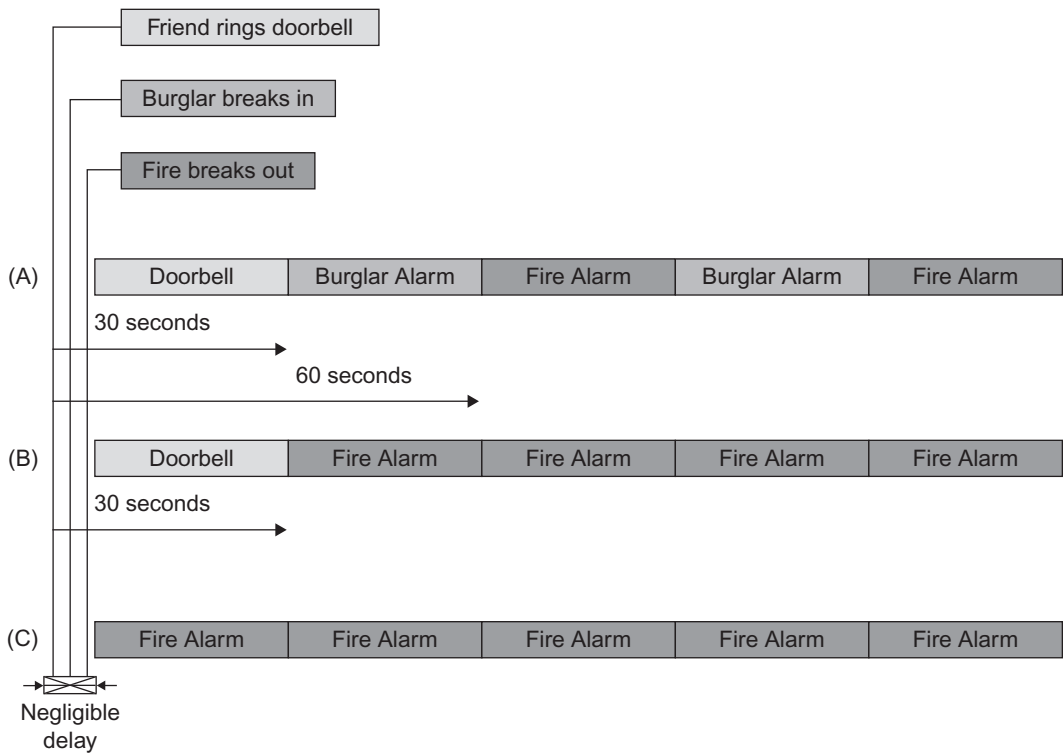 Friend rings doorbell
Burglar breaks in
Fire breaks out
(A) Doorbell Burglar Alarm Fire Alarm Burglar Alarm Fire Alarm
30 seconds
60 seconds
(B) Doorbell Fire Alarm Fire Alarm Fire Alarm Fire Alarm
30 seconds
(C) Fire Alarm Fire Alarm Fire Alarm Fire Alarm Fire Alarm
Negligible
delay